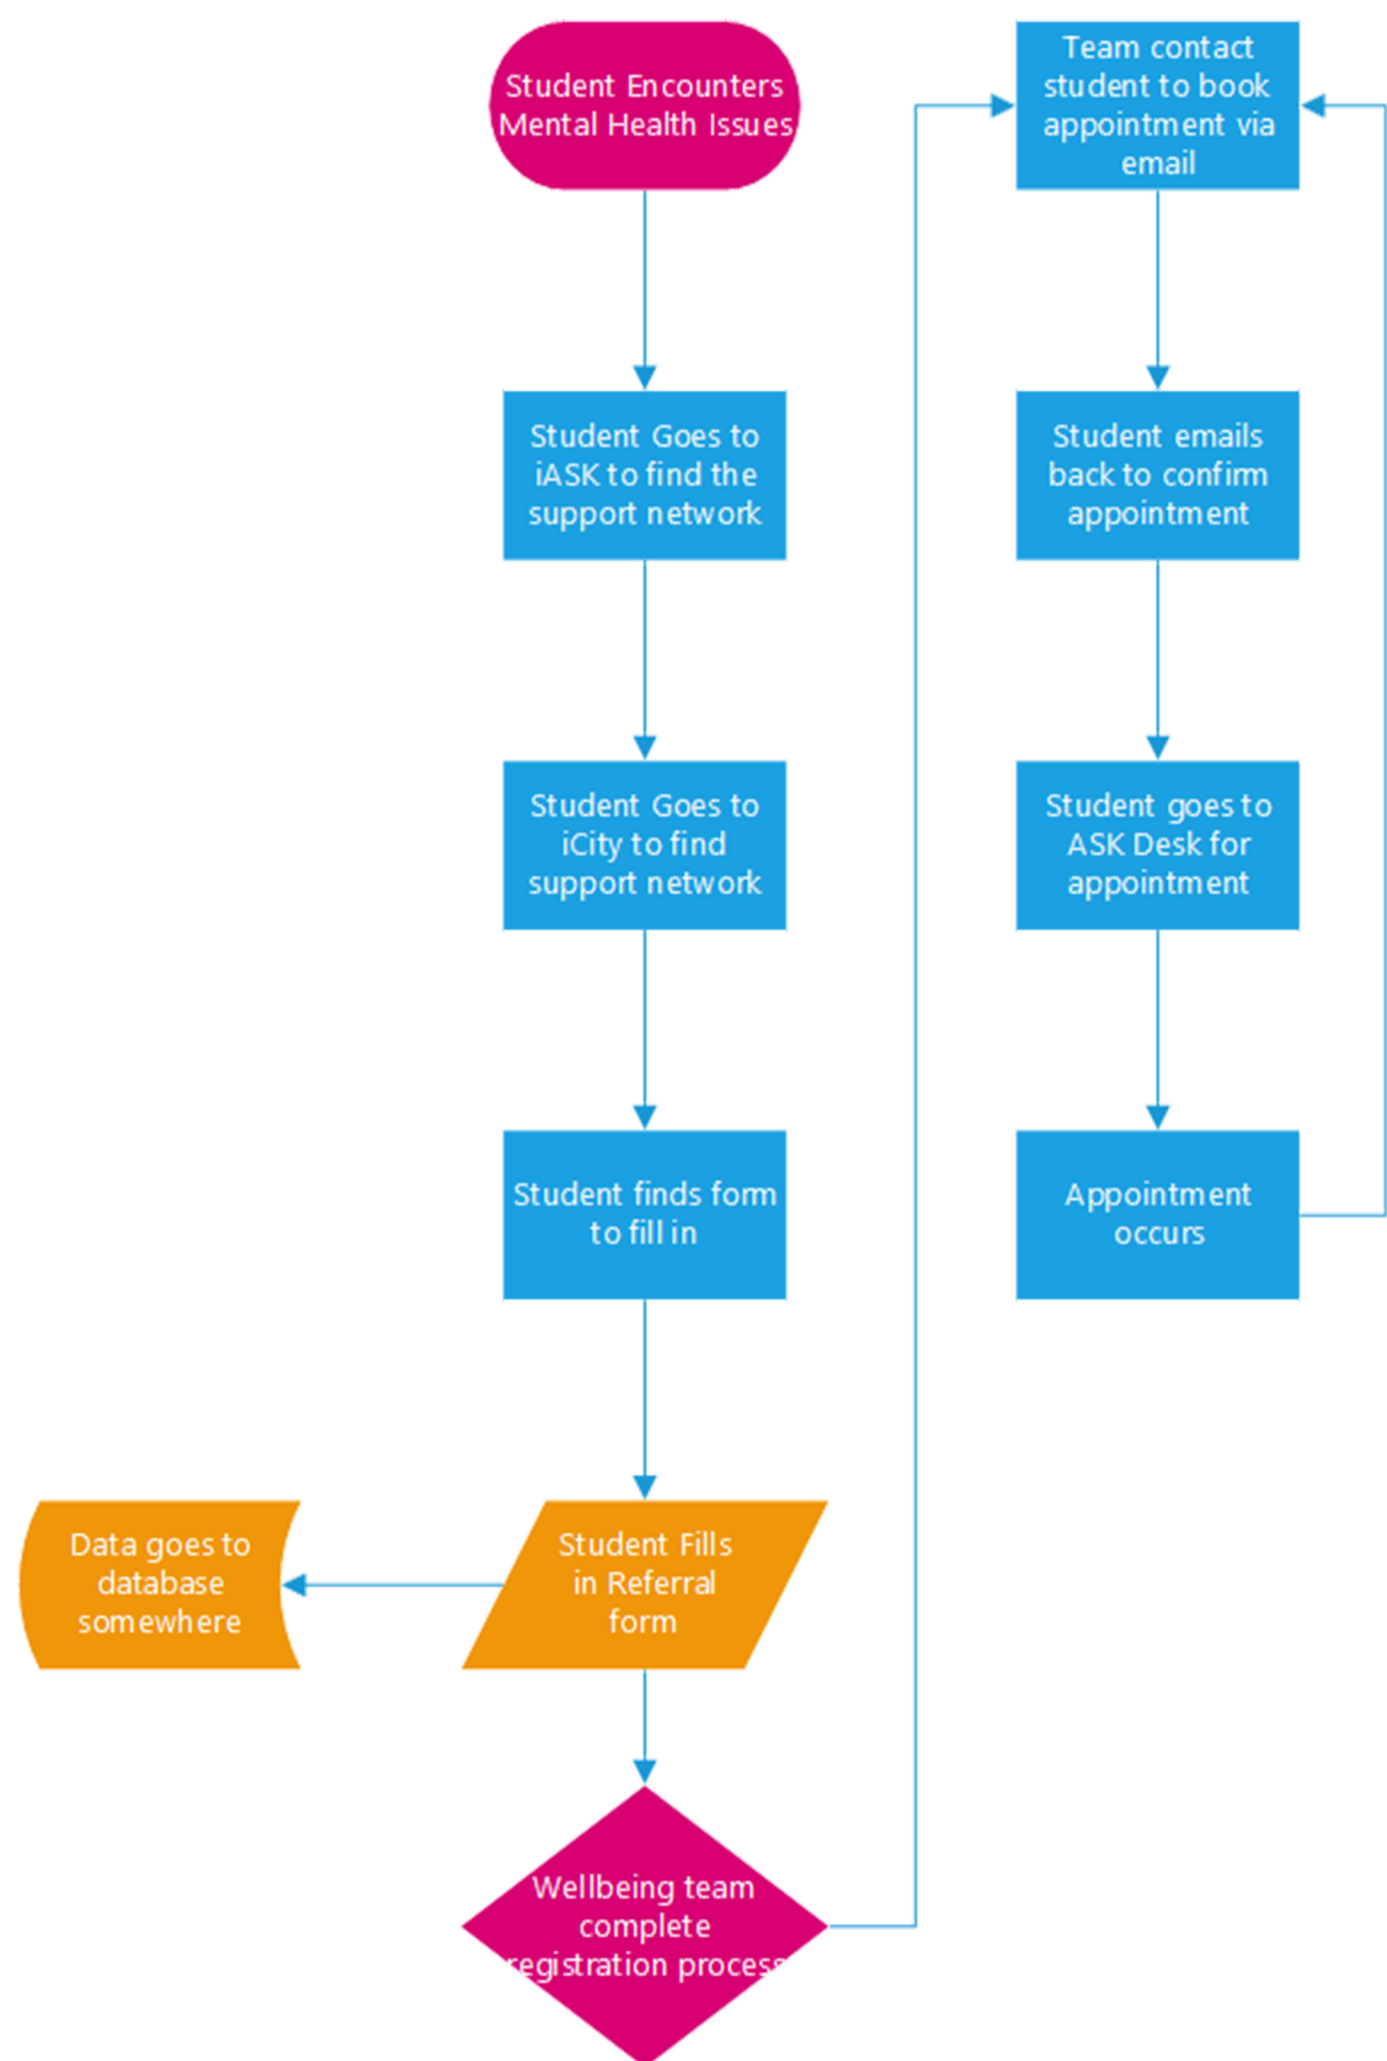 Student Encounters
Mental Health Issues
Student Goes to
iASK to find the
support network
Student Goes to
iCity to find
support network
Student finds form
to fill in
Student Fills
in Referral
form
Data goes to
database
somewhere
Wellbeing team
complete
registration process
Team contact
student to book
appointment via
email
Student emails
back to confirm
appointment
Student goes to
ASK Desk for
appointment
Appointment
occurs